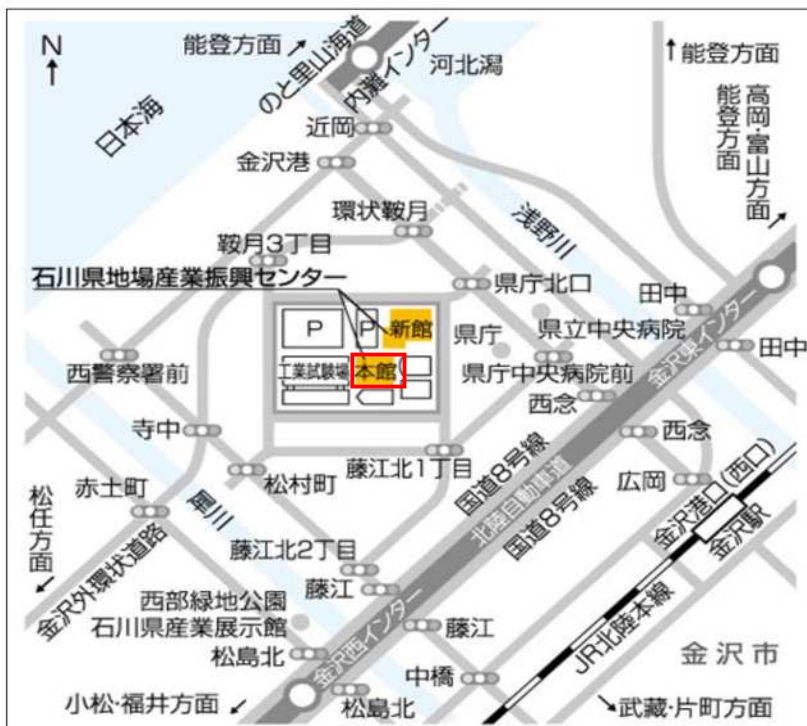 N
能登方面
のと里山海道
内灘インター
河北潟
能登方面
高岡・富山方面
能登方面
日本海
近岡
金沢港
環状鞍月
浅野川
鞍月3丁目
石川県地場産業振興センター
県庁北口
田中
P
P
新館
県庁
県立中央病院
金沢東インター
田中
西警察署前
工業試験場
本館
県庁中央病院前
西念
寺中
藤江北1丁目
西念
松村町
国道8号線
北陸自動車道
国道8号線
広岡
金沢港口(西口)
金沢駅
赤土町
松任方面
犀川
金沢外環状道路
藤江北2丁目
藤江
西部緑地公園
石川県産業展示館
藤江
JR北陸本線
松島北
金沢西インター
中橋
金沢市
小松・福井方面
松島北
武蔵・片町方面